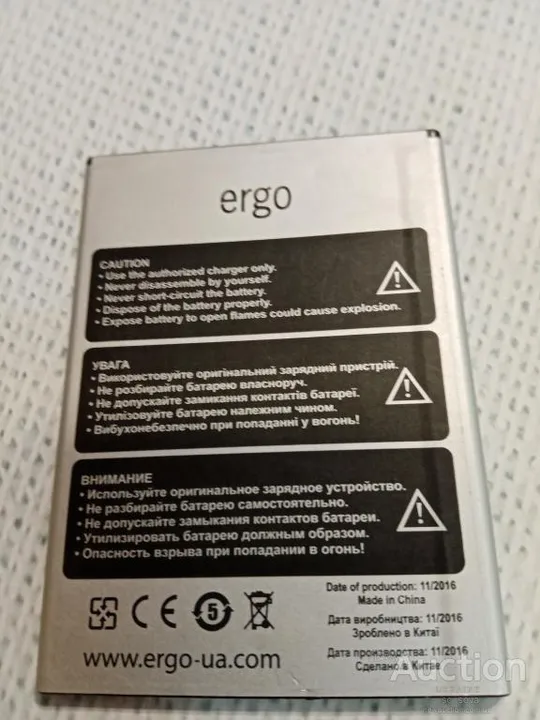 ergo
CAUTION
• Use the authorized charger only.
• Never disassemble by yourself.
• Never short-circuit the battery.
• Dispose of the battery properly.
• Expose battery to open flames could cause explosion.
УВАГА
• Використовуйте оригінальний зарядний пристрій.
• Не розбирайте батарею власноруч.
• Не допускайте замикання контактів батареї.
• Утилізовуйте батарею належним чином.
• Вибухонебезпечно при попаданні у вогонь!
ВНИМАНИЕ
• Используйте оригинальное зарядное устройство.
• Не разбирайте батарею самостоятельно.
• Не допускайте замыкания контактов батареи.
• Утилизировать батарею должным образом.
• Опасность взрыва при попадании в огонь!
Date of production: 11/2016
Made in China
Дата виробництва: 11/2016
Зроблено в Китаї
Дата производства: 11/2016
Сделано в Китае
5
www.ergo-ua.com
Auction